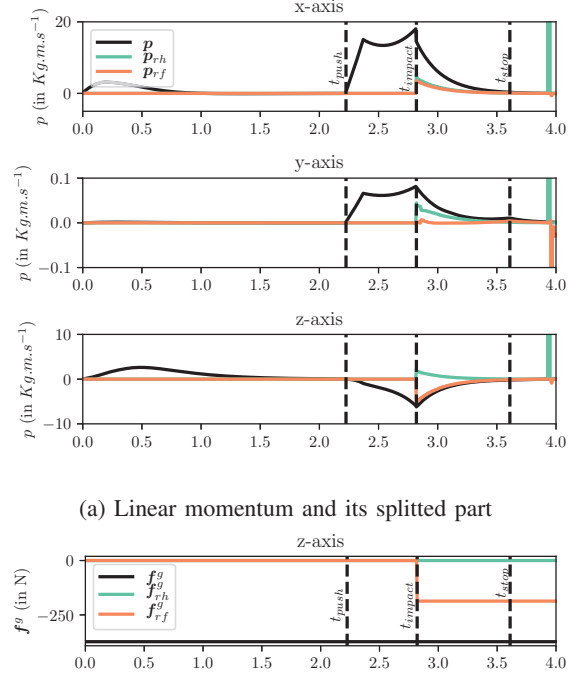 x-axis
p (in Kg.m.s⁻¹)
20
0
p
p_rh
p_rf
t_push
t_impact
t_stop
0.0 0.5 1.0 1.5 2.0 2.5 3.0 3.5 4.0
y-axis
p (in Kg.m.s⁻¹)
0.1
0.0
−0.1
0.0 0.5 1.0 1.5 2.0 2.5 3.0 3.5 4.0
z-axis
p (in Kg.m.s⁻¹)
10
0
−10
0.0 0.5 1.0 1.5 2.0 2.5 3.0 3.5 4.0
(a) Linear momentum and its splitted part
z-axis
f^g (in N)
0
−250
f^g
f^g_rh
f^g_rf
t_push
t_impact
t_stop
0.0 0.5 1.0 1.5 2.0 2.5 3.0 3.5 4.0